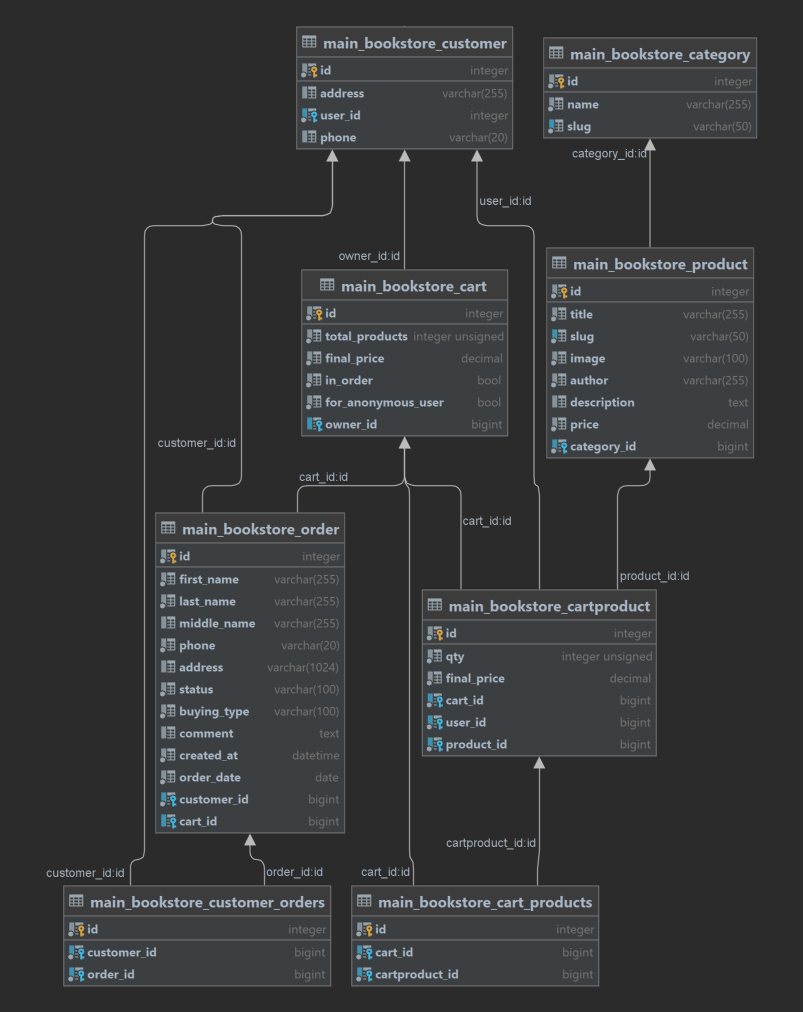 main_bookstore_customer
id integer
address varchar(255)
user_id integer
phone varchar(20)
main_bookstore_category
id integer
name varchar(255)
slug varchar(50)
category_id:id
user_id:id
owner_id:id
main_bookstore_product
id integer
title varchar(255)
slug varchar(50)
image varchar(100)
author varchar(255)
description text
price decimal
category_id bigint
main_bookstore_cart
id integer
total_products integer unsigned
final_price decimal
in_order bool
for_anonymous_user bool
owner_id bigint
customer_id:id
cart_id:id
cart_id:id
product_id:id
main_bookstore_order
id integer
first_name varchar(255)
last_name varchar(255)
middle_name varchar(255)
phone varchar(20)
address varchar(1024)
status varchar(100)
buying_type varchar(100)
comment text
created_at datetime
order_date date
customer_id bigint
cart_id bigint
main_bookstore_cartproduct
id integer
qty integer unsigned
final_price decimal
cart_id bigint
user_id bigint
product_id bigint
cartproduct_id:id
customer_id:id
order_id:id
cart_id:id
main_bookstore_customer_orders
id integer
customer_id bigint
order_id bigint
main_bookstore_cart_products
id integer
cart_id bigint
cartproduct_id bigint